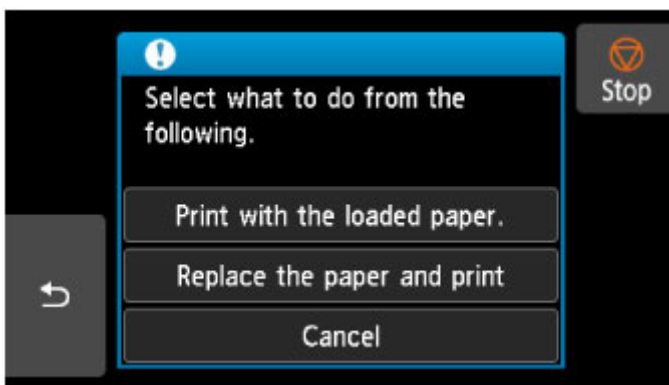 Select what to do from the
following.
Stop
Print with the loaded paper.
Replace the paper and print
Cancel